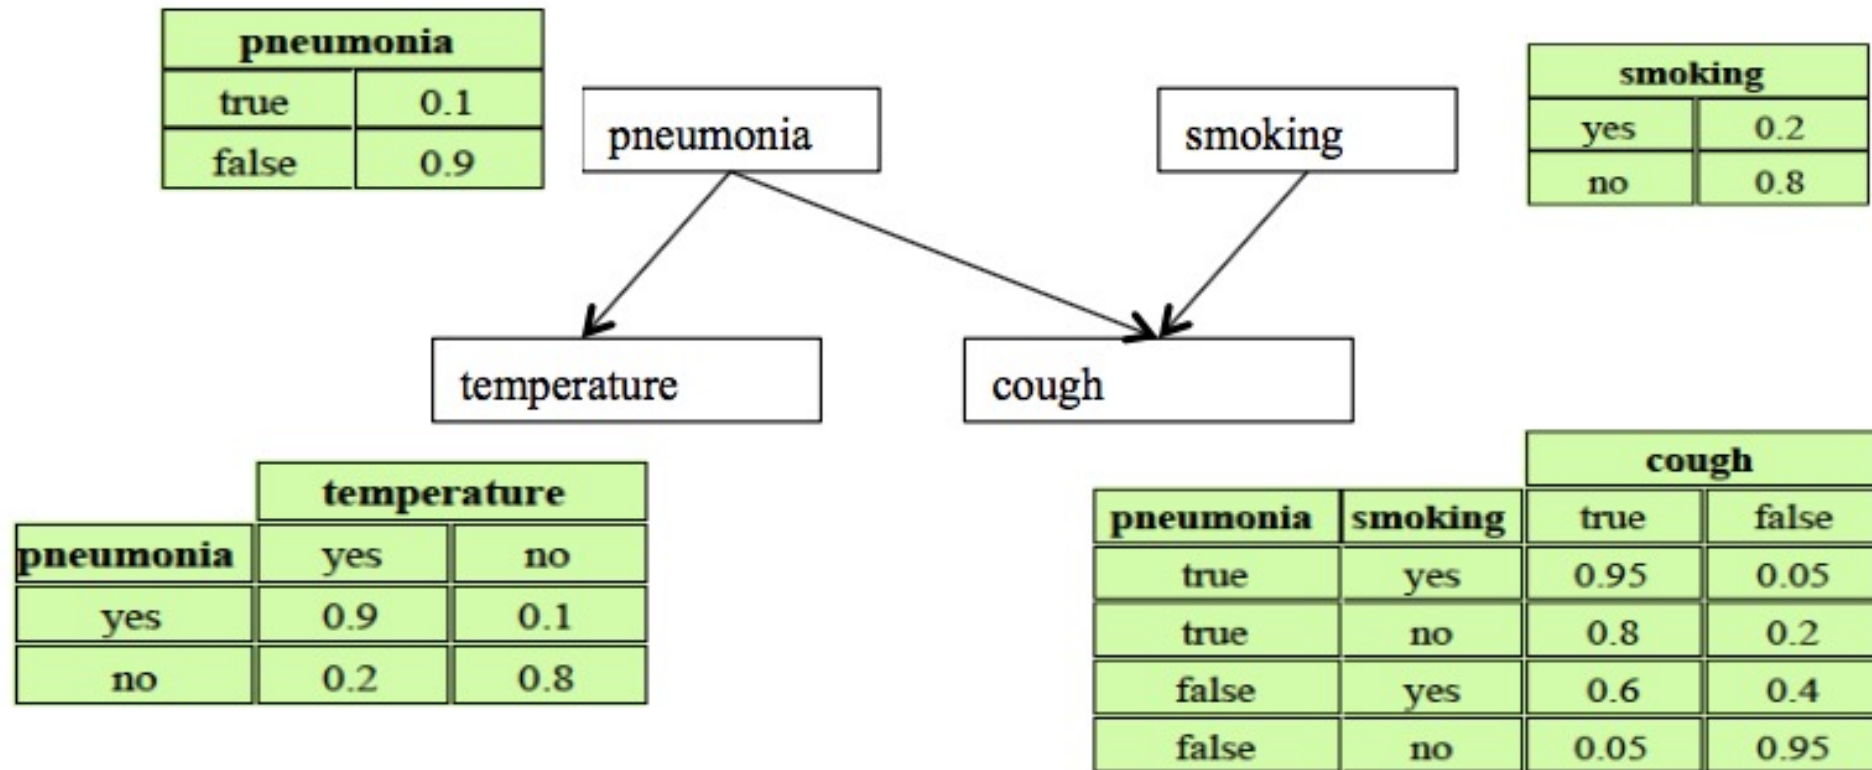 pneumonia
true 0.1
false 0.9
pneumonia
smoking
smoking
yes 0.2
no 0.8
temperature
cough
temperature
pneumonia yes no
yes 0.9 0.1
no 0.2 0.8
cough
pneumonia smoking true false
true yes 0.95 0.05
true no 0.8 0.2
false yes 0.6 0.4
false no 0.05 0.95